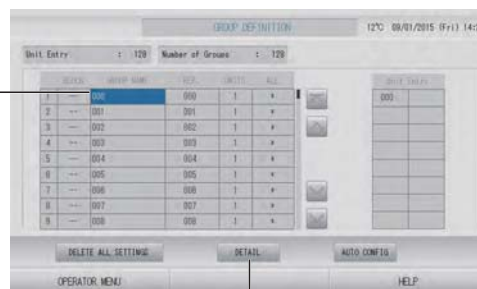 GROUP DEFINITION 12°C 09/01/2015 (Fri) 14:
Unit Entry : 128 Number of Groups : 128
GROUP NAME REP. UNITS ALL Unit Entry
1 -- 000 000 1 * 000
2 -- 001 001 1 *
3 -- 002 002 1 *
4 -- 003 003 1 *
5 -- 004 004 1 *
6 -- 005 005 1 *
7 -- 006 006 1 *
8 -- 007 007 1 *
9 -- 008 008 1 *
DELETE ALL SETTINGS DETAIL AUTO CONFIG
OPERATOR MENU HELP